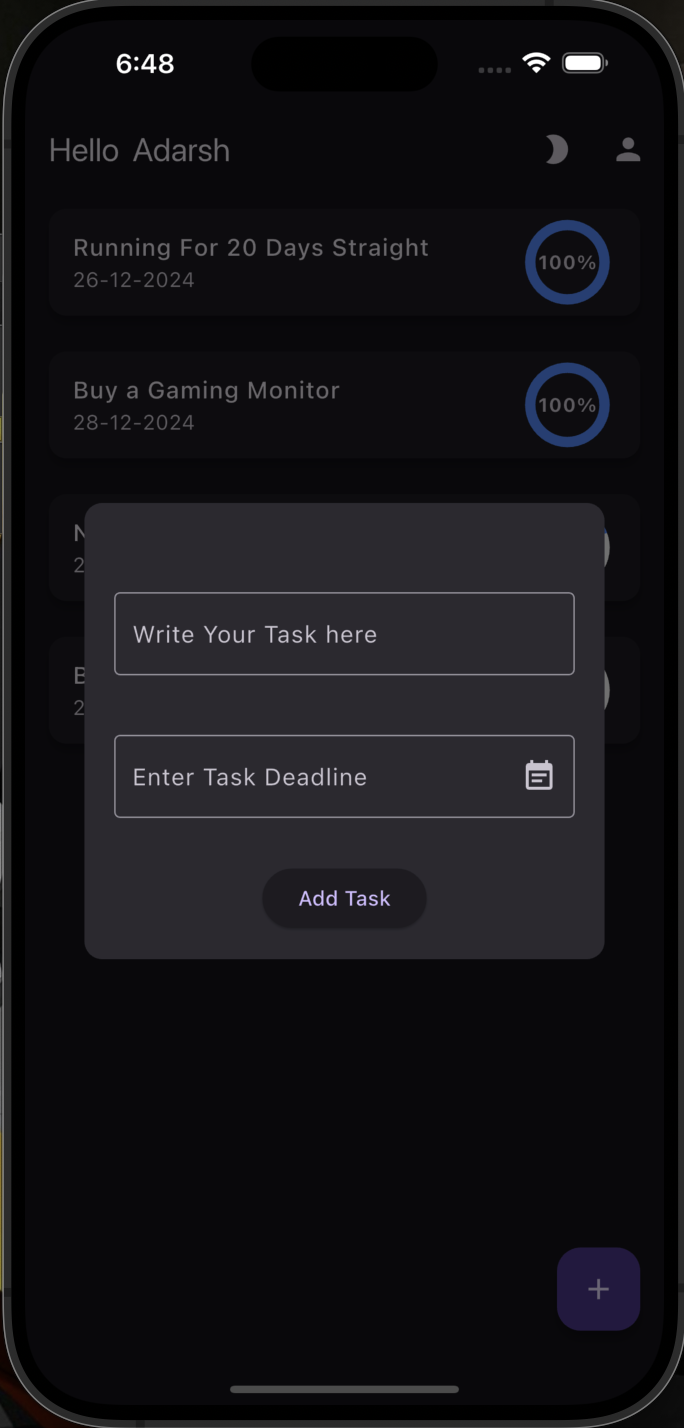 6:48
Hello Adarsh
Running For 20 Days Straight
26-12-2024
100%
Buy a Gaming Monitor
28-12-2024
100%
N
2
Write Your Task here
B
2
Enter Task Deadline
Add Task
+